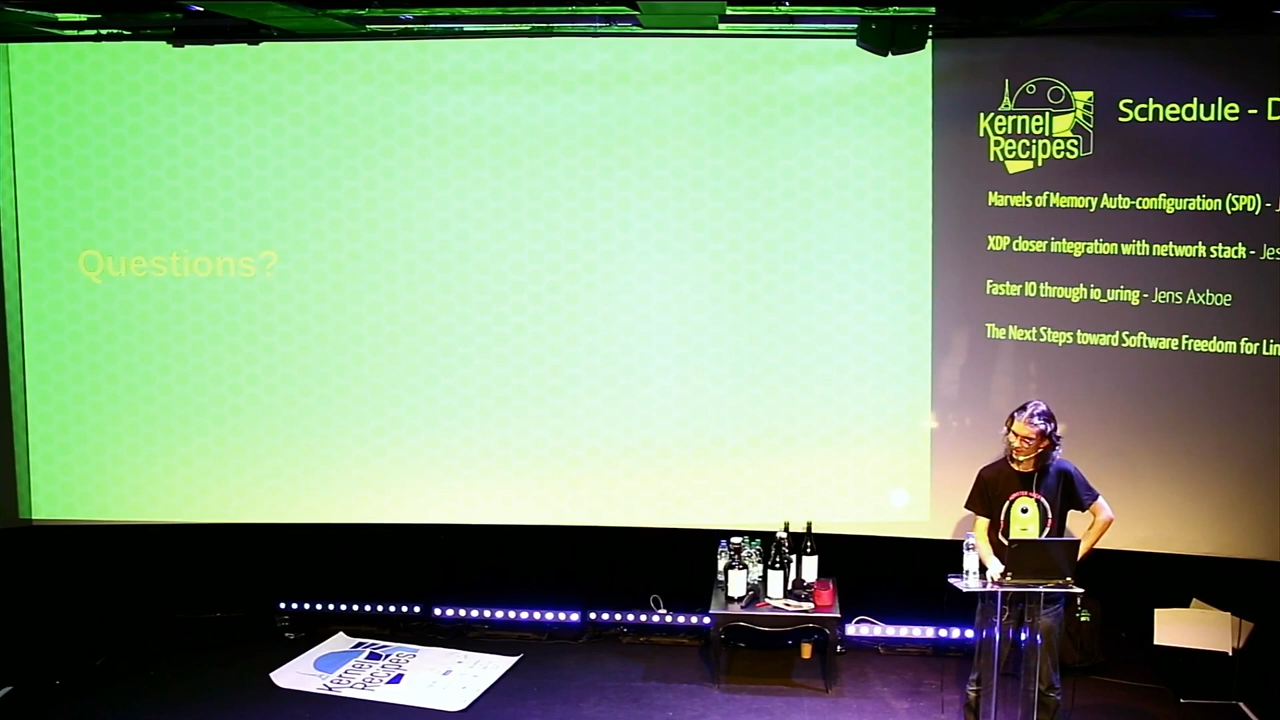 Questions?
Kernel
Recipes
Schedule - D
Marvels of Memory Auto-configuration (SPD) - J
XDP closer integration with network stack - Jes
Faster IO through io_uring - Jens Axboe
The Next Steps toward Software Freedom for Lin
Kernel
Recipes